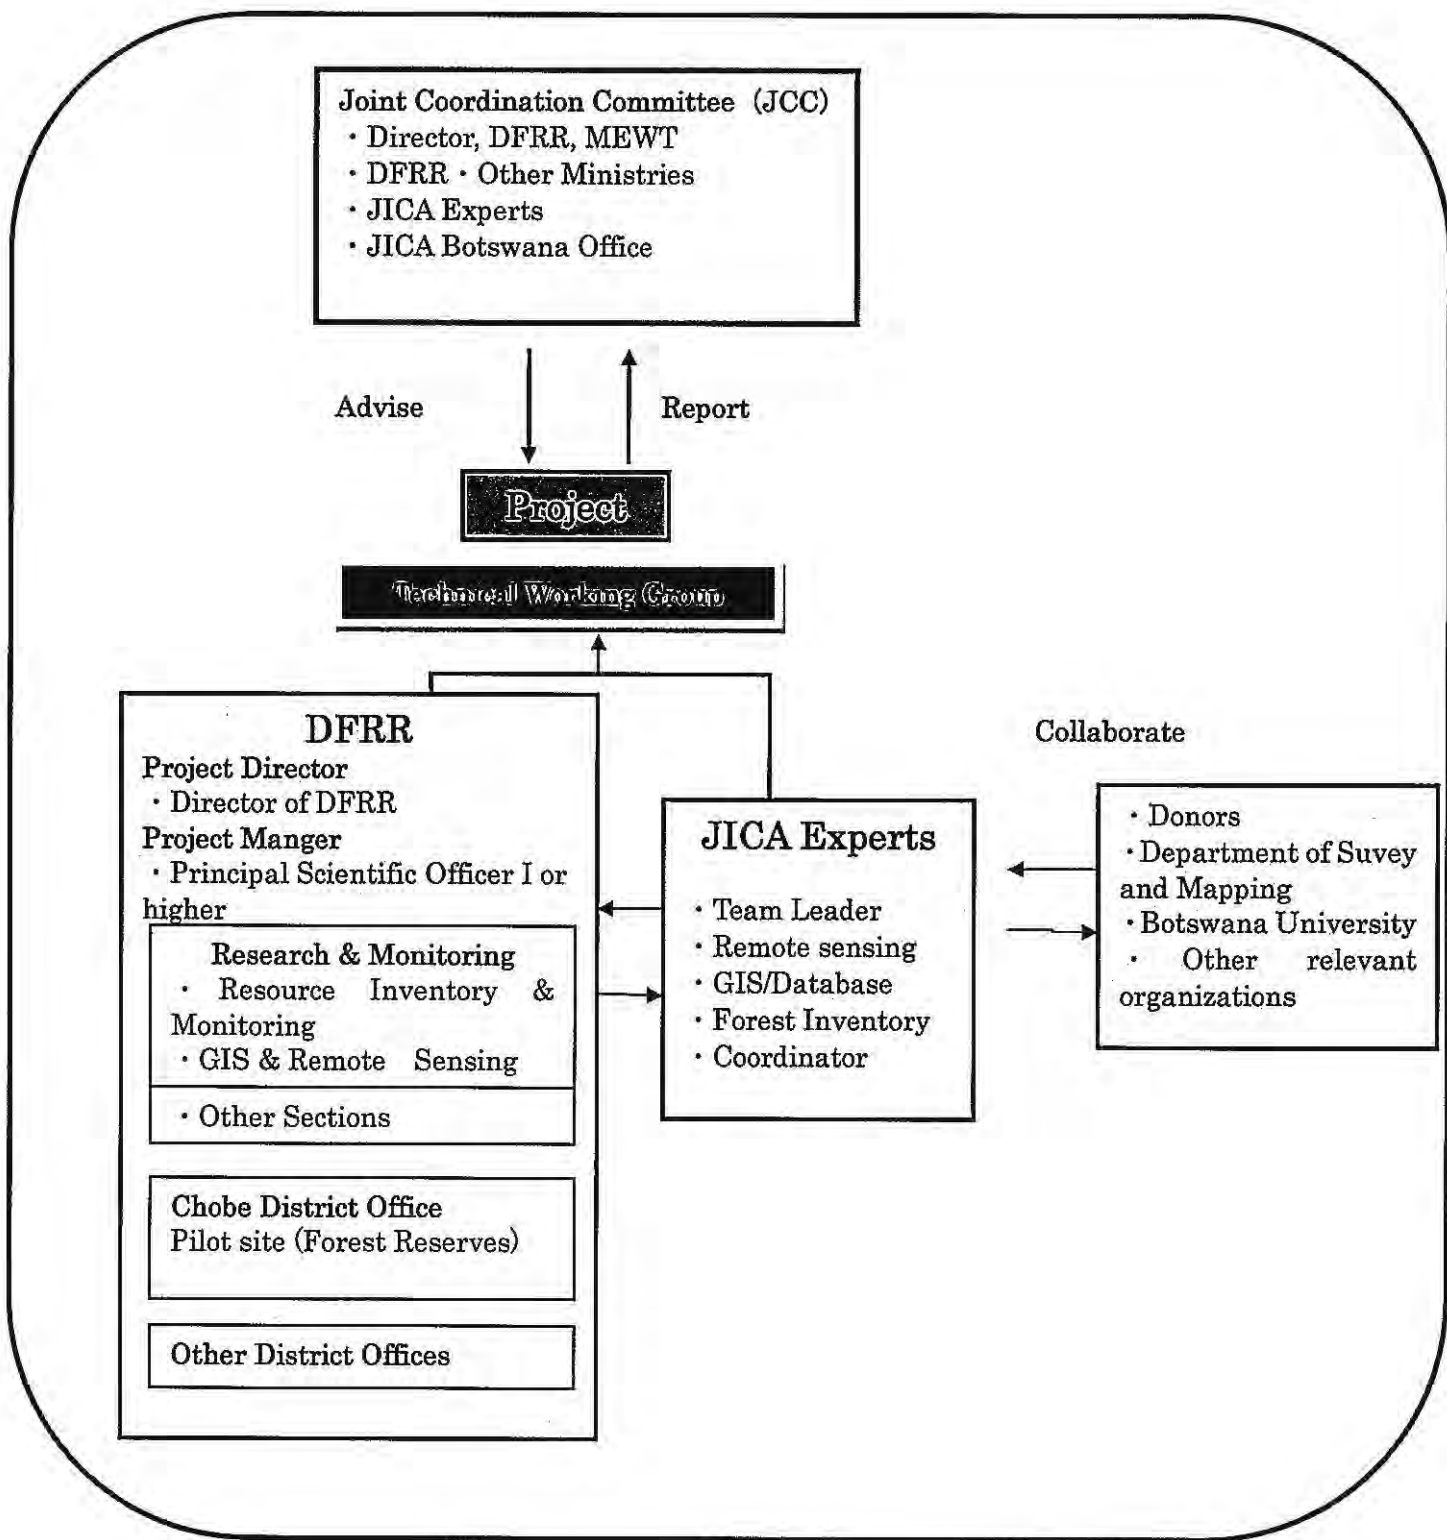 Joint Coordination Committee (JCC)
・Director, DFRR, MEWT
・DFRR・Other Ministries
・JICA Experts
・JICA Botswana Office
Advise
Report
Project
Technical Working Group
DFRR
Project Director
・Director of DFRR
Project Manger
・Principal Scientific Officer I or
higher
Research & Monitoring
・ Resource Inventory &
Monitoring
・GIS & Remote Sensing
・Other Sections
Chobe District Office
Pilot site (Forest Reserves)
Other District Offices
JICA Experts
・Team Leader
・Remote sensing
・GIS/Database
・Forest Inventory
・Coordinator
Collaborate
・Donors
・Department of Suvey
and Mapping
・Botswana University
・ Other relevant
organizations